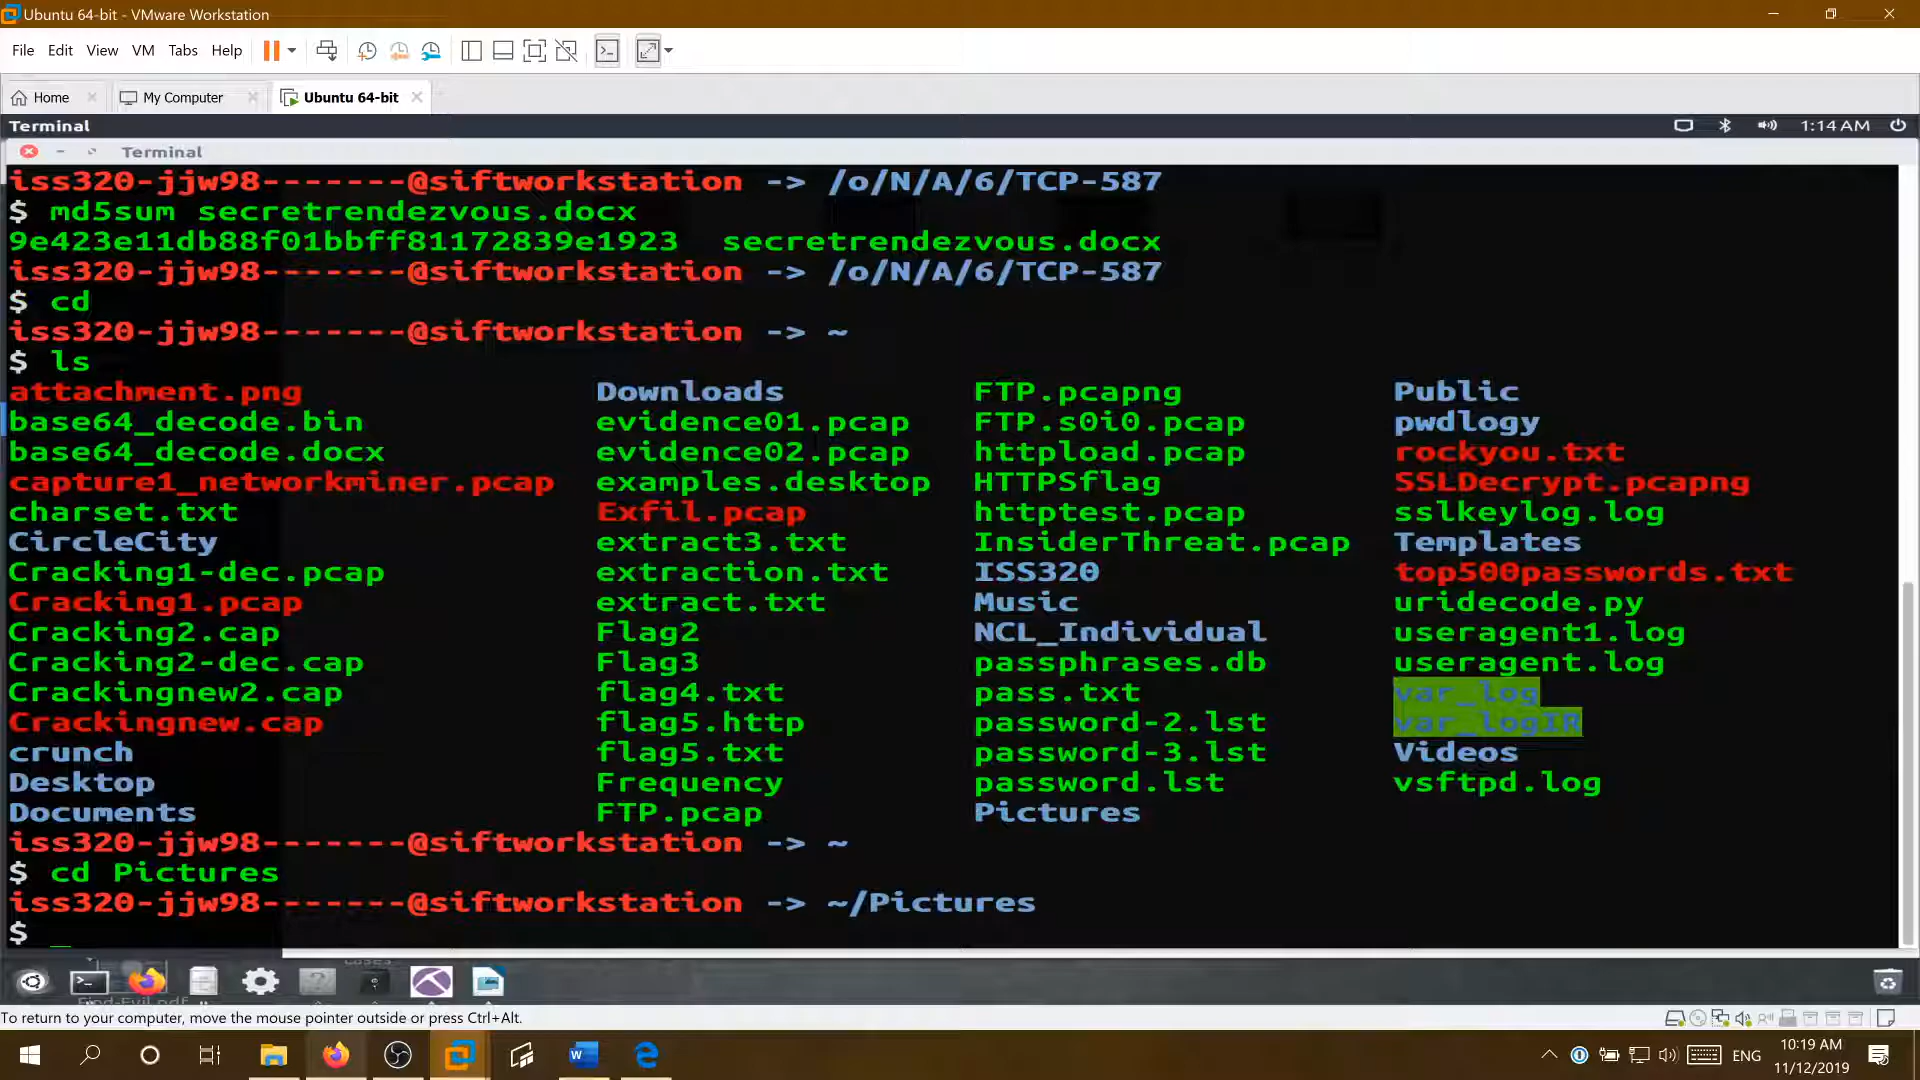 Ubuntu 64-bit - VMware Workstation
File Edit View VM Tabs Help
Home My Computer Ubuntu 64-bit
Terminal 1:14 AM
Terminal
iss320-jjw98-------@siftworkstation -> /o/N/A/6/TCP-587
$ md5sum secretrendezvous.docx
9e423e11db88f01bbff81172839e1923 secretrendezvous.docx
iss320-jjw98-------@siftworkstation -> /o/N/A/6/TCP-587
$ cd
iss320-jjw98-------@siftworkstation -> ~
$ ls
attachment.png Downloads FTP.pcapng Public
base64_decode.bin evidence01.pcap FTP.s0i0.pcap pwdlogy
base64_decode.docx evidence02.pcap httpload.pcap rockyou.txt
capture1_networkminer.pcap examples.desktop HTTPSflag SSLDecrypt.pcapng
charset.txt Exfil.pcap httptest.pcap sslkeylog.log
CircleCity extract3.txt InsiderThreat.pcap Templates
Cracking1-dec.pcap extraction.txt ISS320 top500passwords.txt
Cracking1.pcap extract.txt Music uridecode.py
Cracking2.cap Flag2 NCL_Individual useragent1.log
Cracking2-dec.cap Flag3 passphrases.db useragent.log
Crackingnew2.cap flag4.txt pass.txt var_log
Crackingnew.cap flag5.http password-2.lst var_logIR
crunch flag5.txt password-3.lst Videos
Desktop Frequency password.lst vsftpd.log
Documents FTP.pcap Pictures
iss320-jjw98-------@siftworkstation -> ~
$ cd Pictures
iss320-jjw98-------@siftworkstation -> ~/Pictures
$ _
Find-Evil.pdf
To return to your computer, move the mouse pointer outside or press Ctrl+Alt.
ENG 10:19 AM
11/12/2019